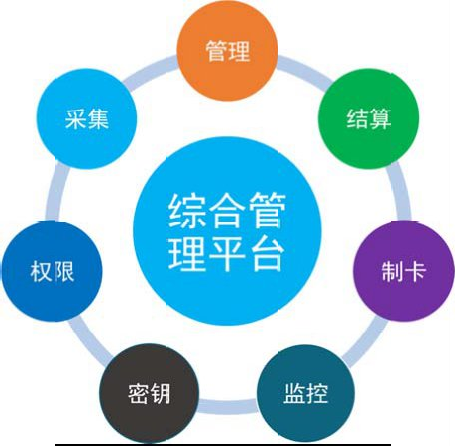 管理
采集
结算
综合管
理平台
权限
制卡
密钥
监控